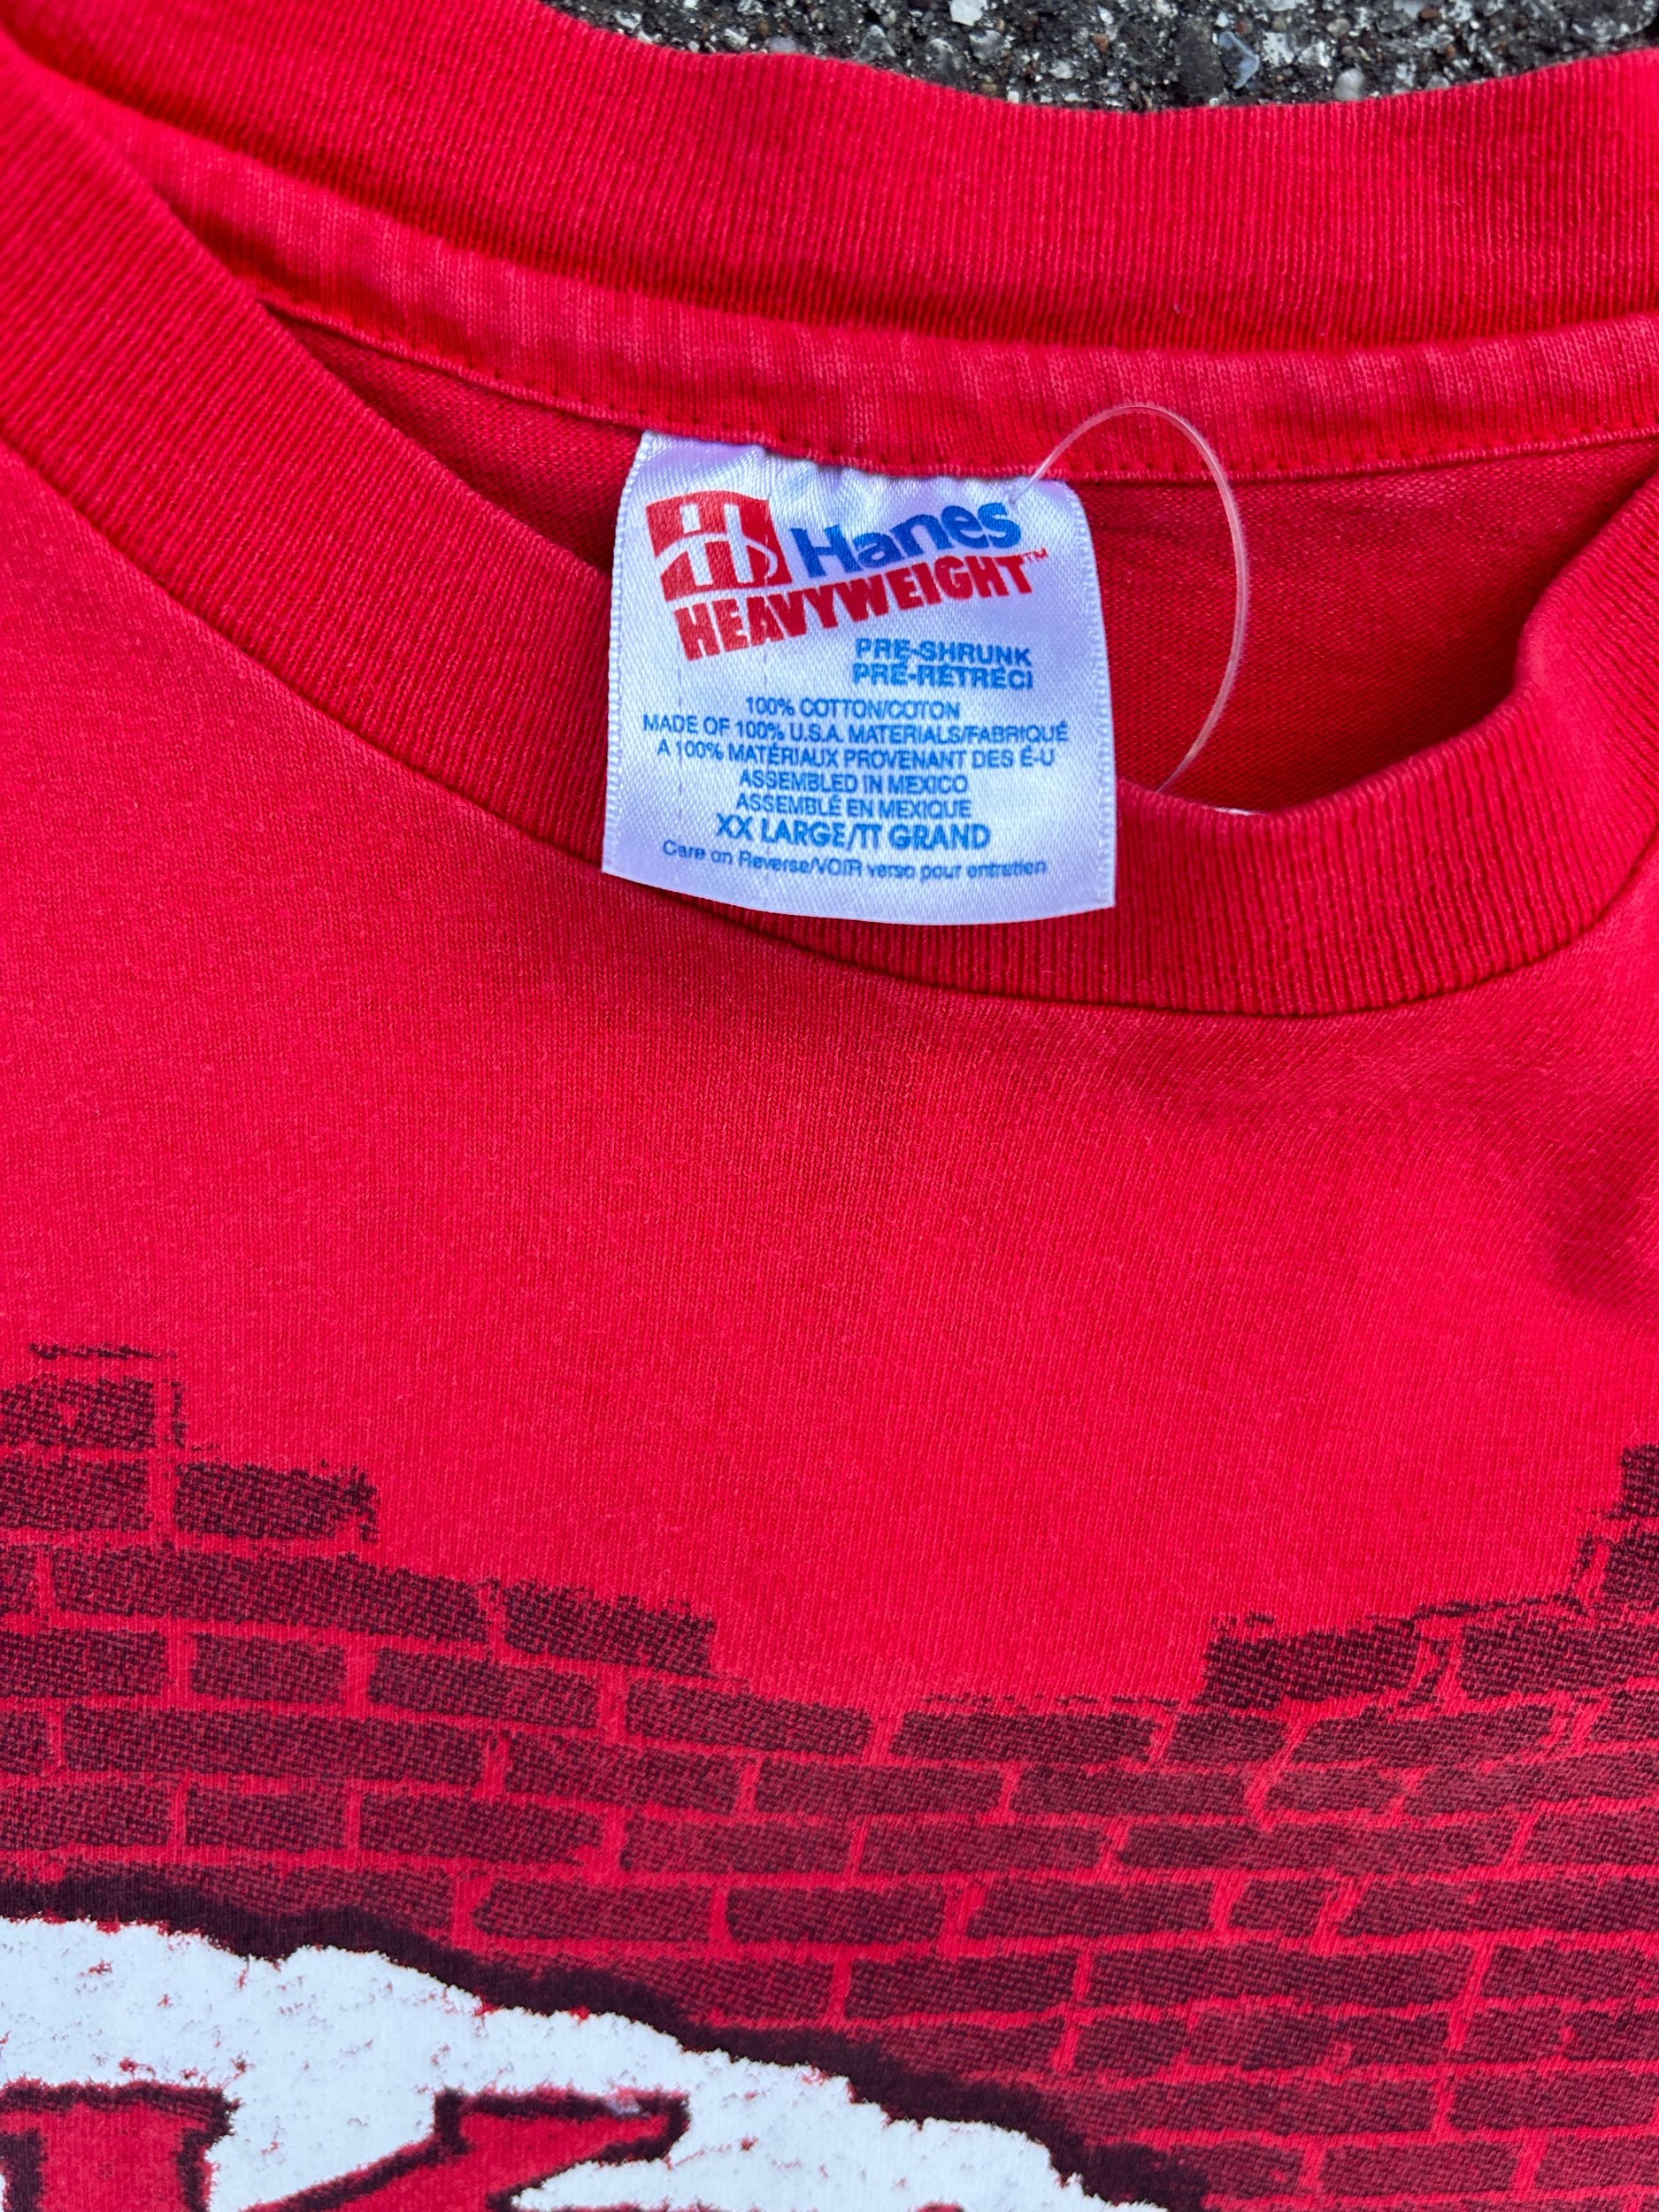 Hanes
HEAVYWEIGHT™
PRE-SHRUNK
PRÉ-RÉTRÉCI
100% COTTON/COTON
MADE OF 100% U.S.A. MATERIALS/FABRIQUÉ
A 100% MATÉRIAUX PROVENANT DES É-U
ASSEMBLED IN MEXICO
ASSEMBLÉ EN MEXIQUE
XX LARGE/TT GRAND
Care on Reverse/VOIR verso pour entretien